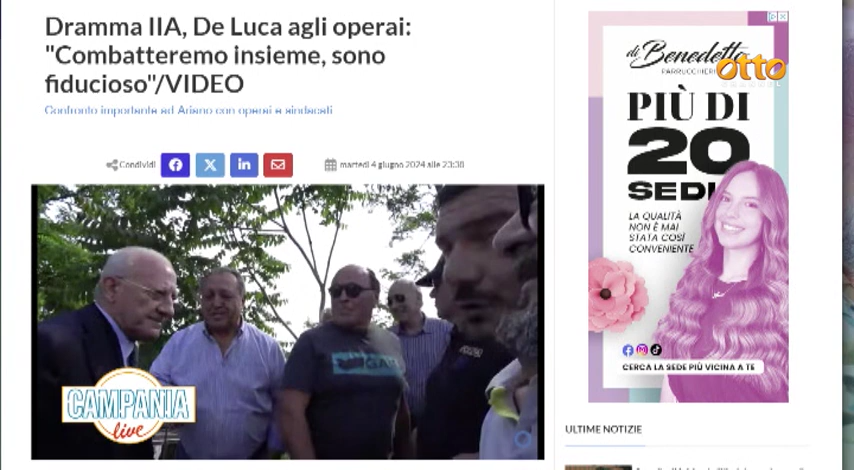 Dramma IIA, De Luca agli operai:
"Combatteremo insieme, sono
fiducioso"/VIDEO
Confronto importante ad Ariano con operai e sindacati
Condividi
martedì 4 giugno 2024 alle 23:38
CAMPANIA
live
di Benedetto
PARRUCCHIERI
otto
CHANNEL
PIÙ DI
20
SEDI
LA QUALITÀ
NON È MAI
STATA COSÌ
CONVENIENTE
CERCA LA SEDE PIÙ VICINA A TE
ULTIME NOTIZIE